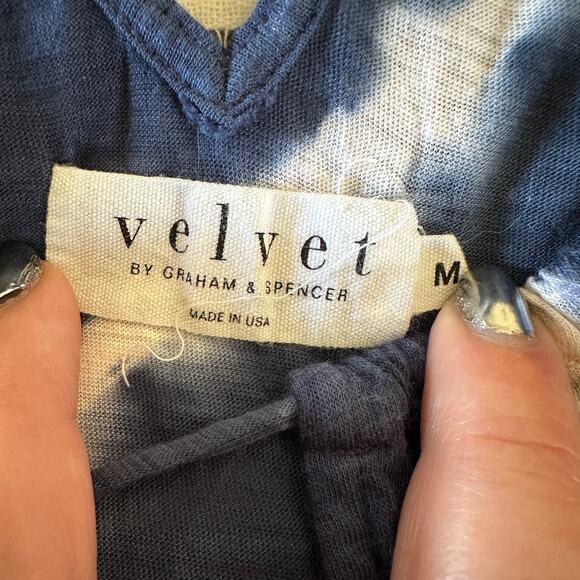 velvet
BY GRAHAM & SPENCER
MADE IN USA
M